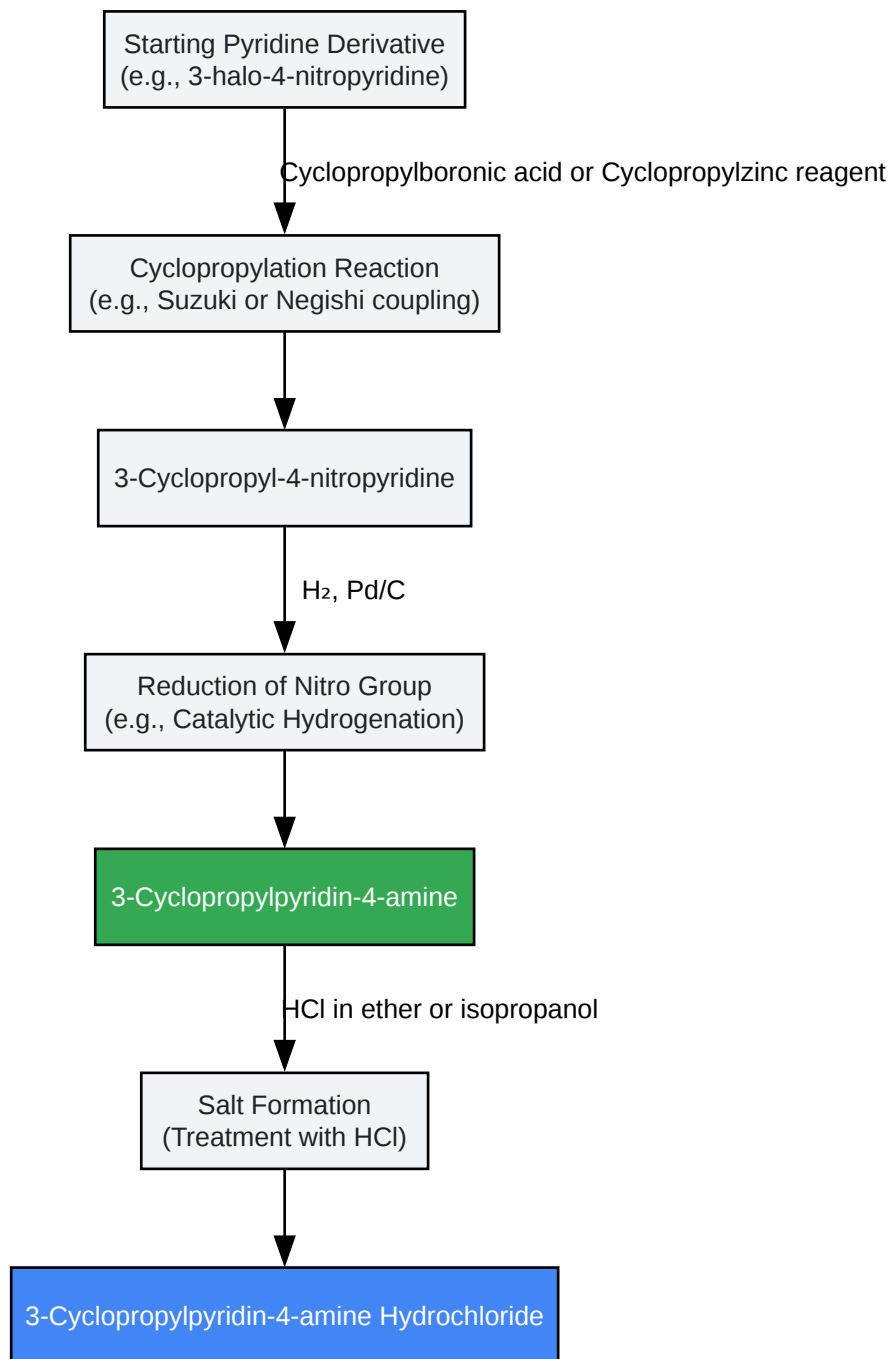 Starting Pyridine Derivative
(e.g., 3-halo-4-nitropyridine)
Cyclopropylboronic acid or Cyclopropylzinc reagent
Cyclopropylation Reaction
(e.g., Suzuki or Negishi coupling)
3-Cyclopropyl-4-nitropyridine
H₂, Pd/C
Reduction of Nitro Group
(e.g., Catalytic Hydrogenation)
3-Cyclopropylpyridin-4-amine
HCl in ether or isopropanol
Salt Formation
(Treatment with HCl)
3-Cyclopropylpyridin-4-amine Hydrochloride